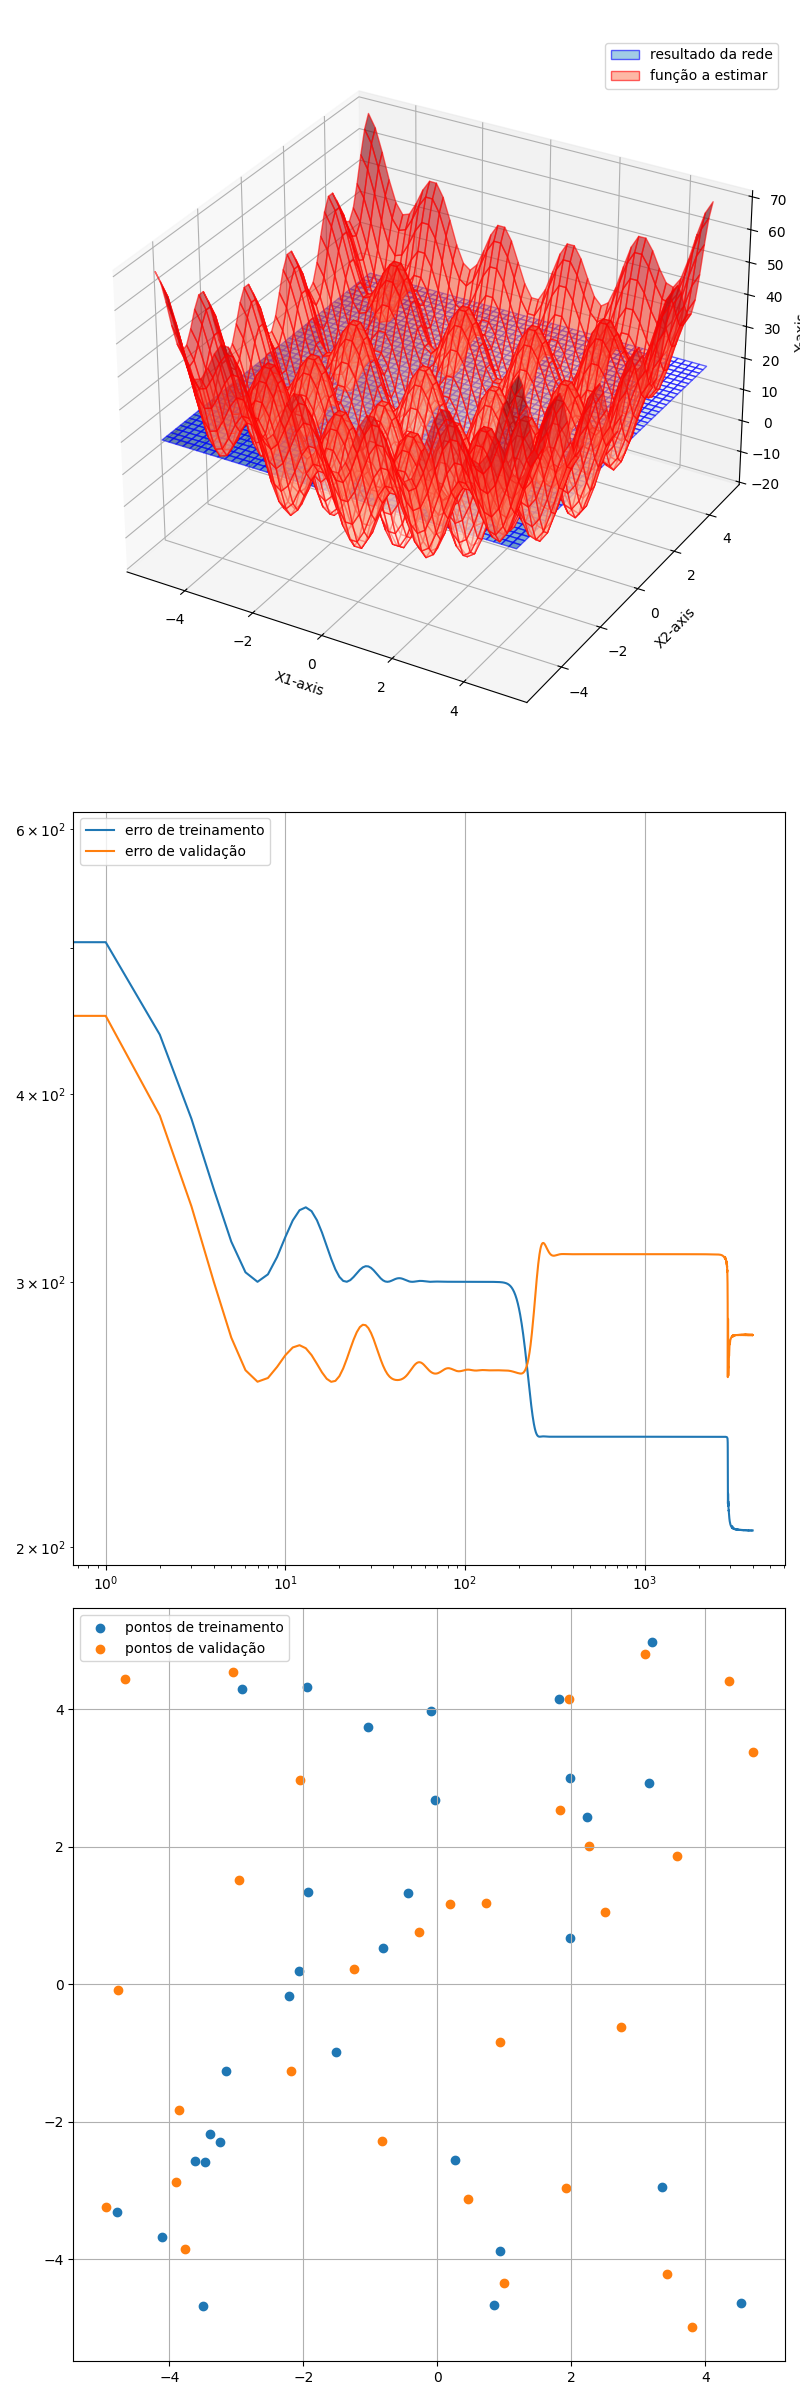 resultado da rede
função a estimar
70
60
50
40
30
20
10
0
−10
−20
−4
−2
0
2
4
X1-axis
4
2
0
−2
−4
X2-axis
erro de treinamento
erro de validação
6 × 10²
4 × 10²
3 × 10²
2 × 10²
10⁰
10¹
10²
10³
pontos de treinamento
pontos de validação
4
2
0
−2
−4
−4
−2
0
2
4